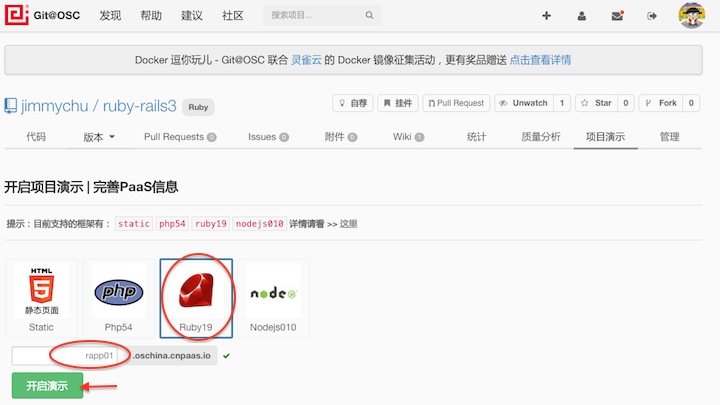 Git@OSC 发现 帮助 建议 社区 搜索项目...
Docker 逗你玩儿 - Git@OSC 联合 灵雀云 的 Docker 镜像征集活动，更有奖品赠送 点击查看详情
jimmychu / ruby-rails3 Ruby 自荐 挂件 Pull Request Unwatch 1 Star 0 Fork 0
代码 版本 Pull Requests 0 Issues 0 附件 0 Wiki 1 统计 质量分析 项目演示 管理
开启项目演示 | 完善PaaS信息
提示：目前支持的框架有： static php54 ruby19 nodejs010 详情请看 >> 这里
HTML
5
静态页面 php node
Static Php54 Ruby19 Nodejs010
rapp01 .oschina.cnpaas.io
开启演示